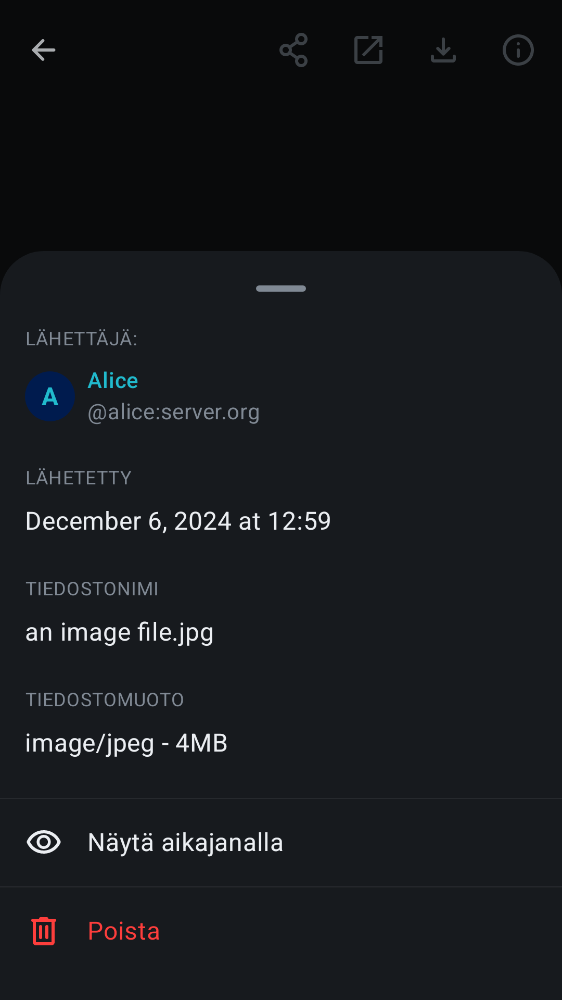 LÄHETTÄJÄ:
A
Alice
@alice:server.org
LÄHETETTY
December 6, 2024 at 12:59
TIEDOSTONIMI
an image file.jpg
TIEDOSTOMUOTO
image/jpeg - 4MB
Näytä aikajanalla
Poista